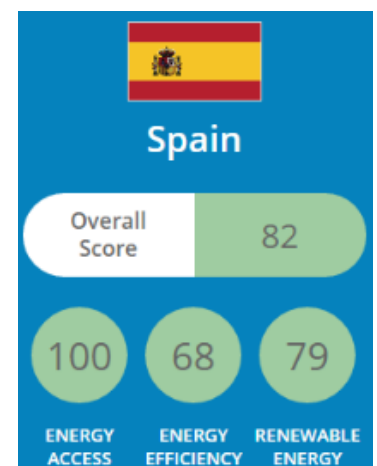 Spain
Overall
Score
82
100
68
79
ENERGY
ACCESS
ENERGY
EFFICIENCY
RENEWABLE
ENERGY